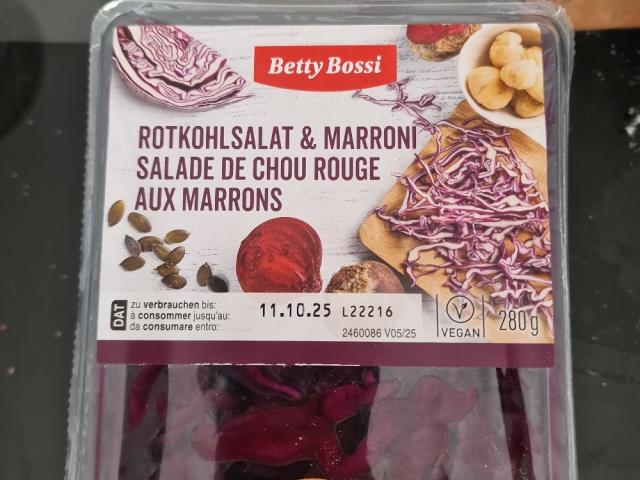 Betty Bossi
ROTKOHLSALAT & MARRONI
SALADE DE CHOU ROUGE
AUX MARRONS
DAT
zu verbrauchen bis:
à consommer jusqu'au:
da consumare entro:
11.10.25 L22216
2460086 V05/25
V
VEGAN
280 g